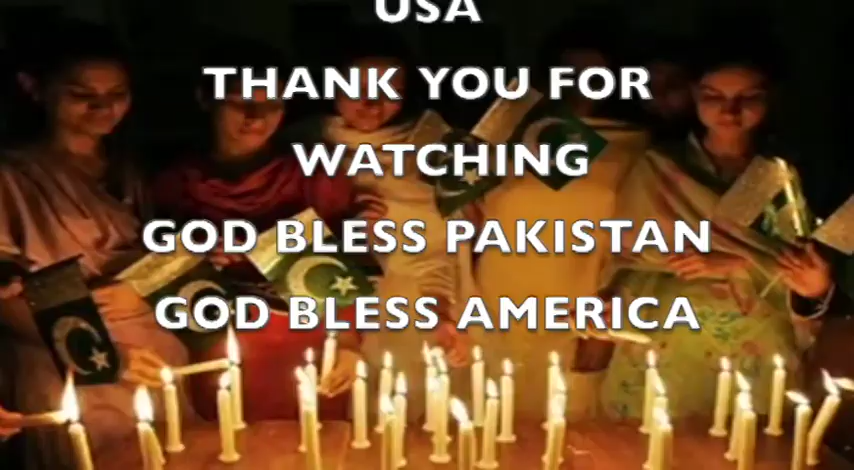 USA
THANK YOU FOR
WATCHING
GOD BLESS PAKISTAN
GOD BLESS AMERICA